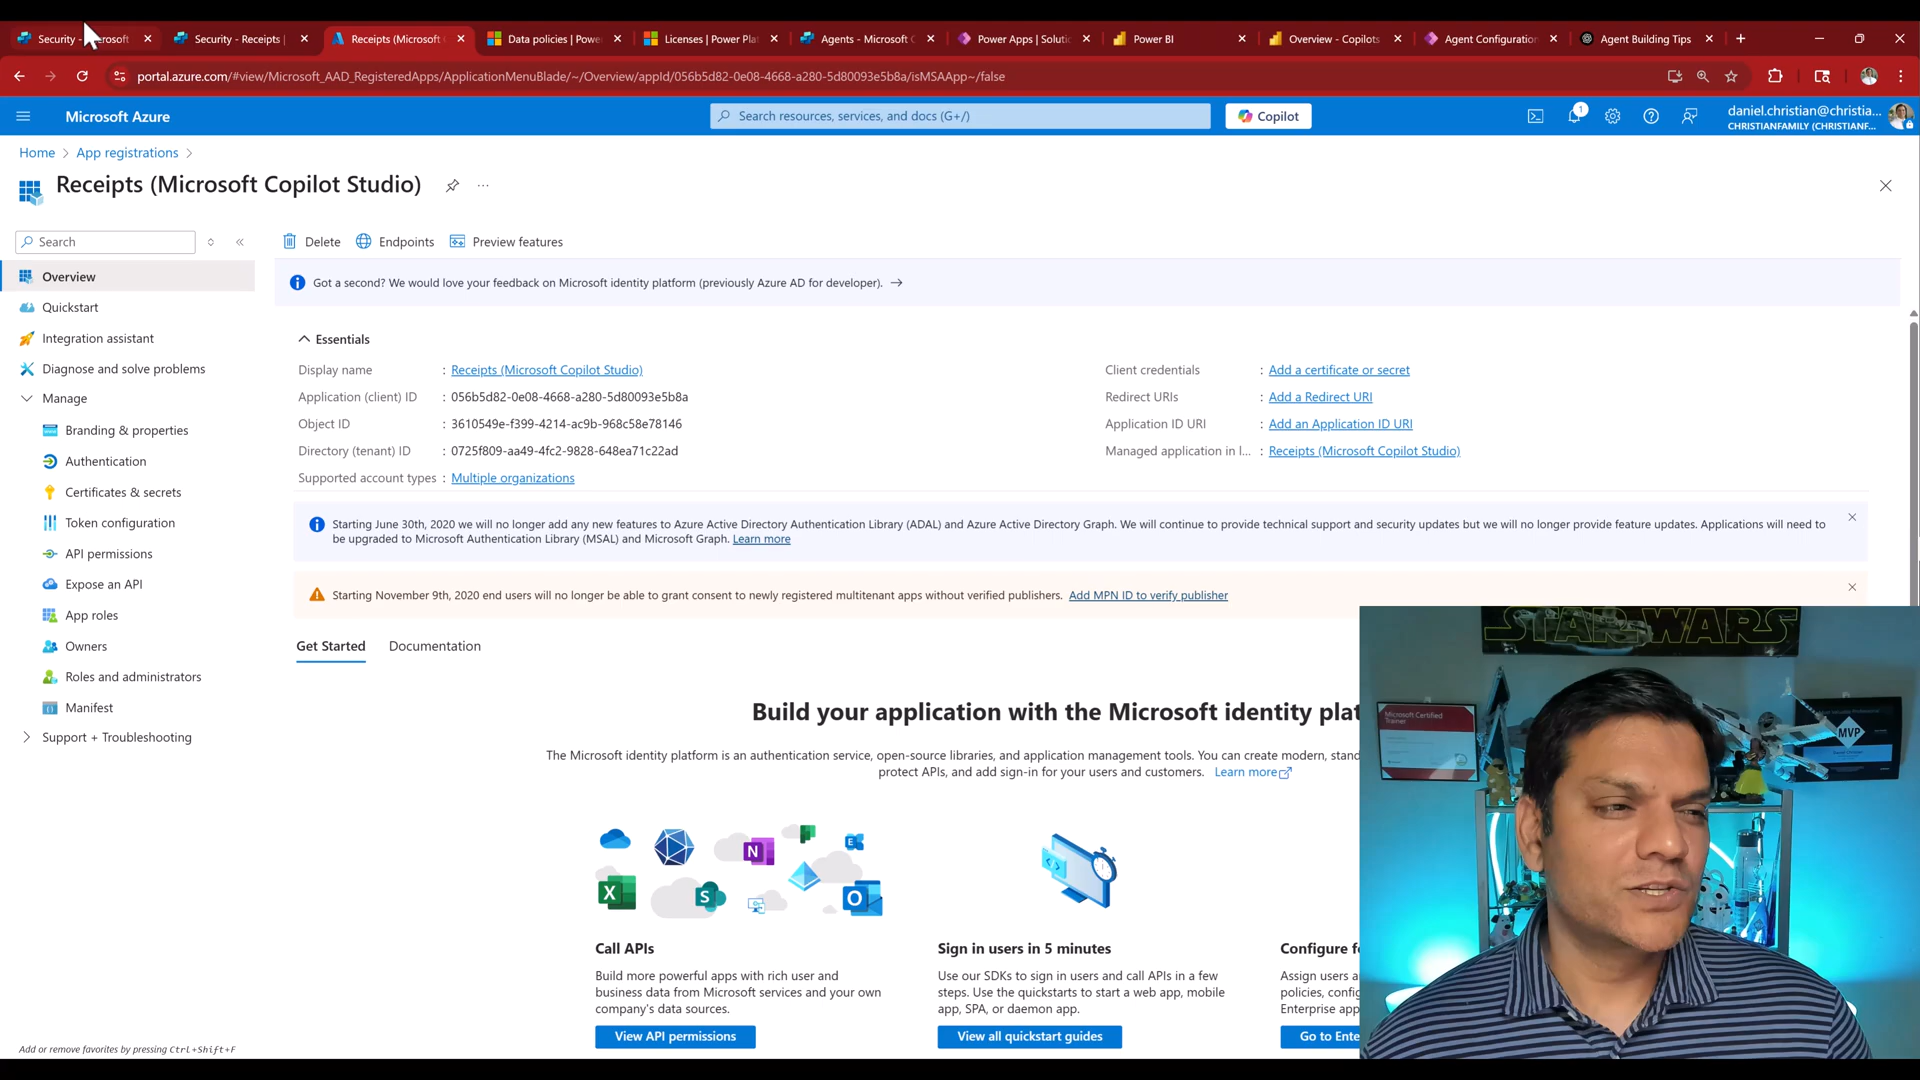 Security - Microsoft
Security - Receipts |
Receipts (Microsoft
Data policies | Powe
Licenses | Power Pla
Agents - Microsoft C
Power Apps | Soluti
Power BI
Overview - Copilots
Agent Configuration
Agent Building Tips
portal.azure.com/#view/Microsoft_AAD_RegisteredApps/ApplicationMenuBlade/~/Overview/appId/056b5d82-0e08-4668-a280-5d80093e5b8a/isMSAApp~/false
Microsoft Azure
Search resources, services, and docs (G+/)
Copilot
1
daniel.christian@christia...
CHRISTIANFAMILY (CHRISTIANF...
Home > App registrations >
Receipts (Microsoft Copilot Studio)
Search
Overview
Quickstart
Integration assistant
Diagnose and solve problems
Manage
Branding & properties
Authentication
Certificates & secrets
Token configuration
API permissions
Expose an API
App roles
Owners
Roles and administrators
Manifest
Support + Troubleshooting
Add or remove favorites by pressing Ctrl+Shift+F
Delete
Endpoints
Preview features
Got a second? We would love your feedback on Microsoft identity platform (previously Azure AD for developer). →
Essentials
Display name : Receipts (Microsoft Copilot Studio)
Application (client) ID : 056b5d82-0e08-4668-a280-5d80093e5b8a
Object ID : 3610549e-f399-4214-ac9b-968c58e78146
Directory (tenant) ID : 0725f809-aa49-4fc2-9828-648ea71c22ad
Supported account types : Multiple organizations
Client credentials : Add a certificate or secret
Redirect URIs : Add a Redirect URI
Application ID URI : Add an Application ID URI
Managed application in l... : Receipts (Microsoft Copilot Studio)
Starting June 30th, 2020 we will no longer add any new features to Azure Active Directory Authentication Library (ADAL) and Azure Active Directory Graph. We will continue to provide technical support and security updates but we will no longer provide feature updates. Applications will need to
be upgraded to Microsoft Authentication Library (MSAL) and Microsoft Graph. Learn more
Starting November 9th, 2020 end users will no longer be able to grant consent to newly registered multitenant apps without verified publishers. Add MPN ID to verify publisher
Get Started
Documentation
Build your application with the Microsoft identity plat
The Microsoft identity platform is an authentication service, open-source libraries, and application management tools. You can create modern, stand
protect APIs, and add sign-in for your users and customers. Learn more
Call APIs
Build more powerful apps with rich user and
business data from Microsoft services and your own
company's data sources.
View API permissions
Sign in users in 5 minutes
Use our SDKs to sign in users and call APIs in a few
steps. Use the quickstarts to start a web app, mobile
app, SPA, or daemon app.
View all quickstart guides
Configure fo
Assign users a
policies, config
Enterprise app
Go to Ente
STAR WARS
Microsoft Certified
Trainer
MVP